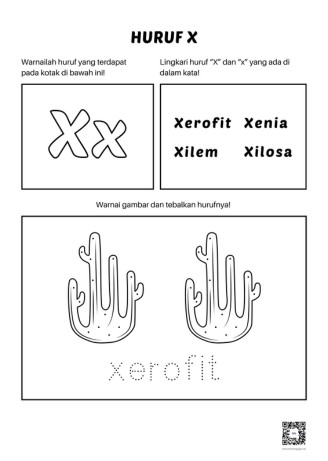 HURUF X
Warnailah huruf yang terdapat
pada kotak di bawah ini!
Lingkari huruf “X” dan “x” yang ada di
dalam kata!
Xx
Xerofit Xenia
Xilem Xilosa
Warnai gambar dan tebalkan hurufnya!
xerofit